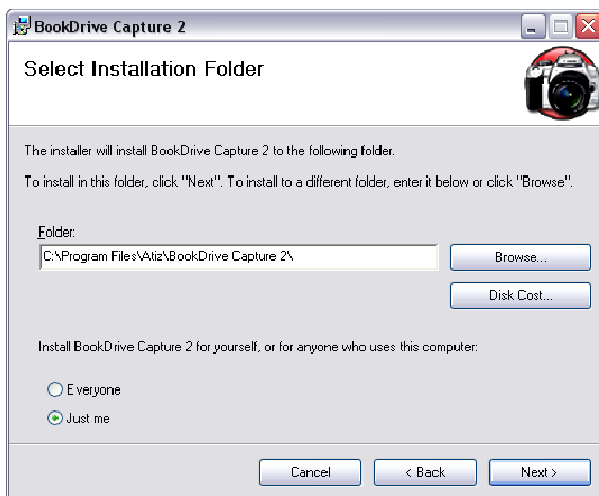 BookDrive Capture 2
Select Installation Folder
The installer will install BookDrive Capture 2 to the following folder.
To install in this folder, click "Next". To install to a different folder, enter it below or click "Browse".
Folder:
C:\Program Files\Atiz\BookDrive Capture 2\
Browse...
Disk Cost...
Install BookDrive Capture 2 for yourself, or for anyone who uses this computer:
Everyone
Just me
Cancel
< Back
Next >